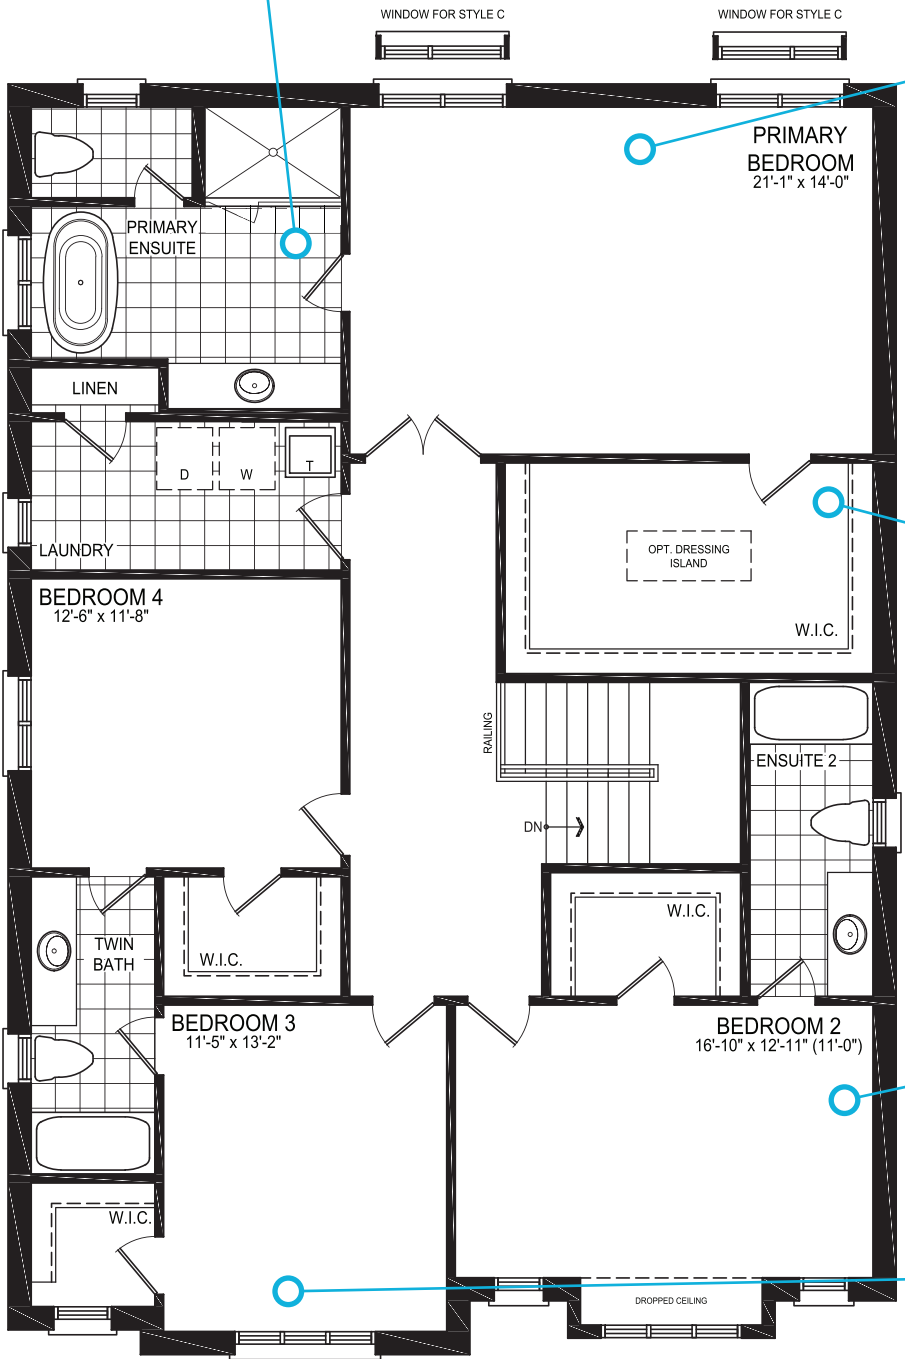 WINDOW FOR STYLE C
WINDOW FOR STYLE C
PRIMARY
BEDROOM
21'-1" x 14'-0"
PRIMARY
ENSUITE
LINEN
D
W
T
LAUNDRY
OPT. DRESSING
ISLAND
W.I.C.
BEDROOM 4
12'-6" x 11'-8"
RAILING
ENSUITE 2
DN
W.I.C.
TWIN
BATH
W.I.C.
BEDROOM 3
11'-5" x 13'-2"
BEDROOM 2
16'-10" x 12'-11" (11'-0")
W.I.C.
DROPPED CEILING